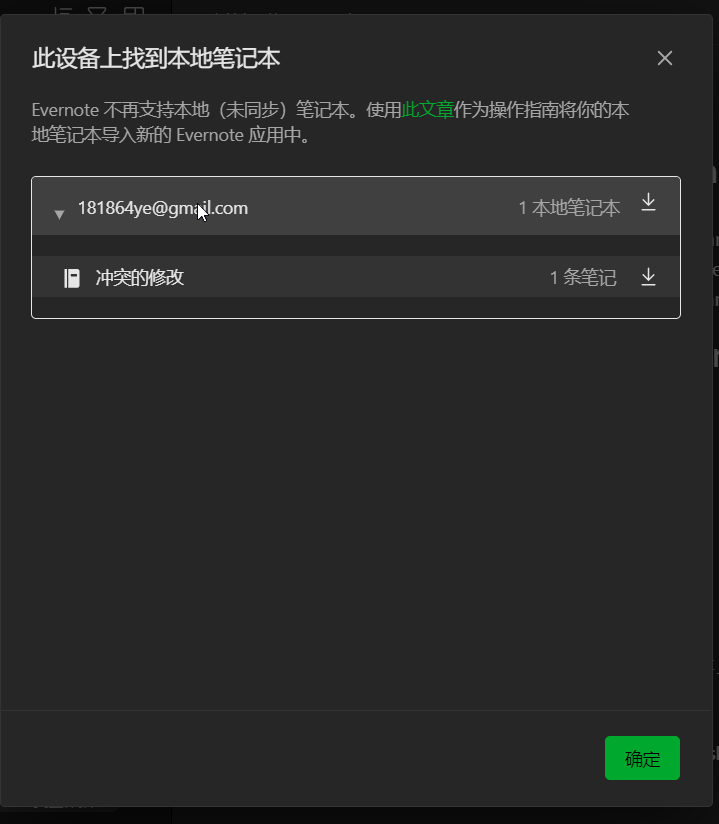 此设备上找到本地笔记本
Evernote 不再支持本地（未同步）笔记本。使用此文章作为操作指南将你的本
地笔记本导入新的 Evernote 应用中。
181864ye@gmail.com 1 本地笔记本
冲突的修改 1 条笔记
确定